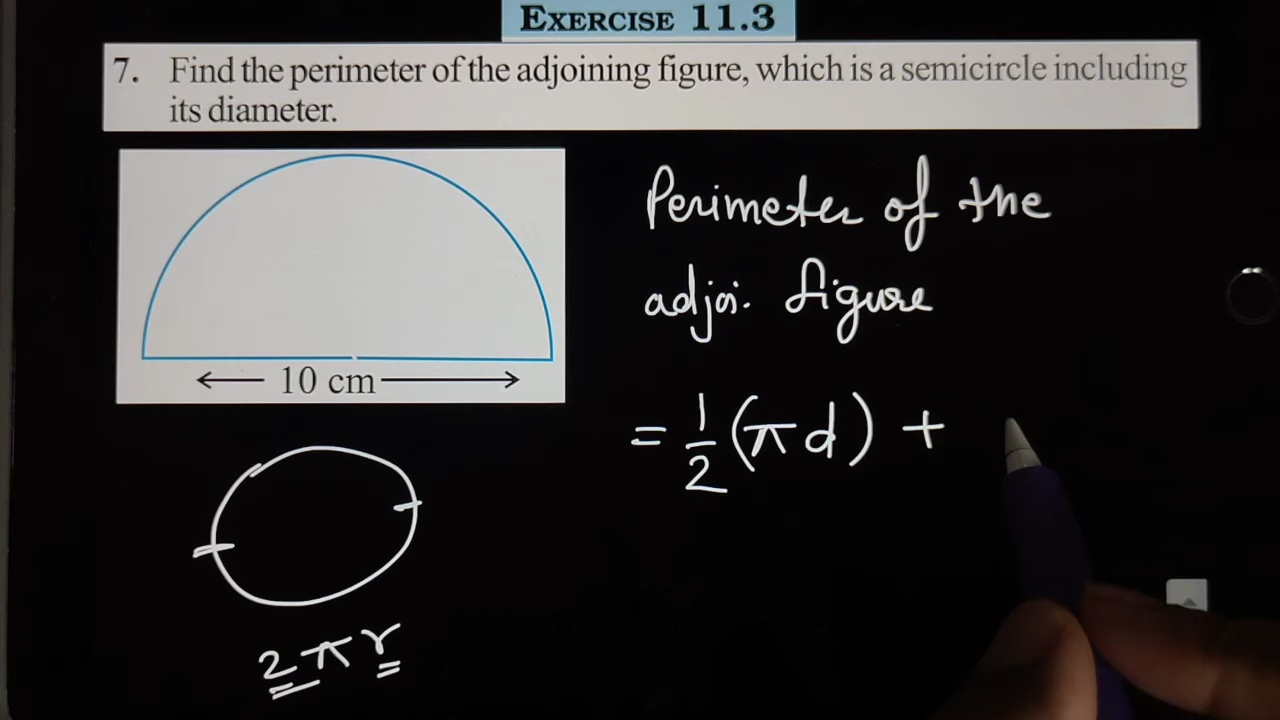 EXERCISE 11.3
7. Find the perimeter of the adjoining figure, which is a semicircle including
its diameter.
10 cm
Perimeter of the
adjoi. figure
= 1/2 (πd) +
2πr